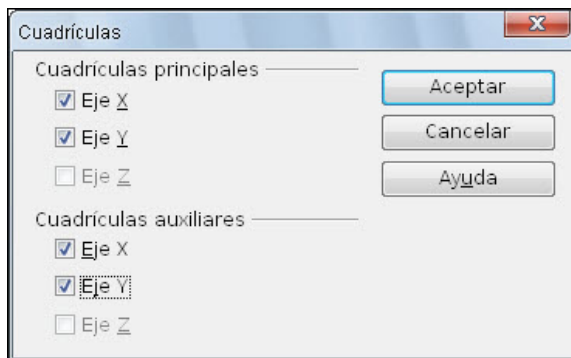 Cuadrículas
Cuadrículas principales
Eje X
Eje Y
Eje Z
Cuadrículas auxiliares
Eje X
Eje Y
Eje Z
Aceptar
Cancelar
Ayuda